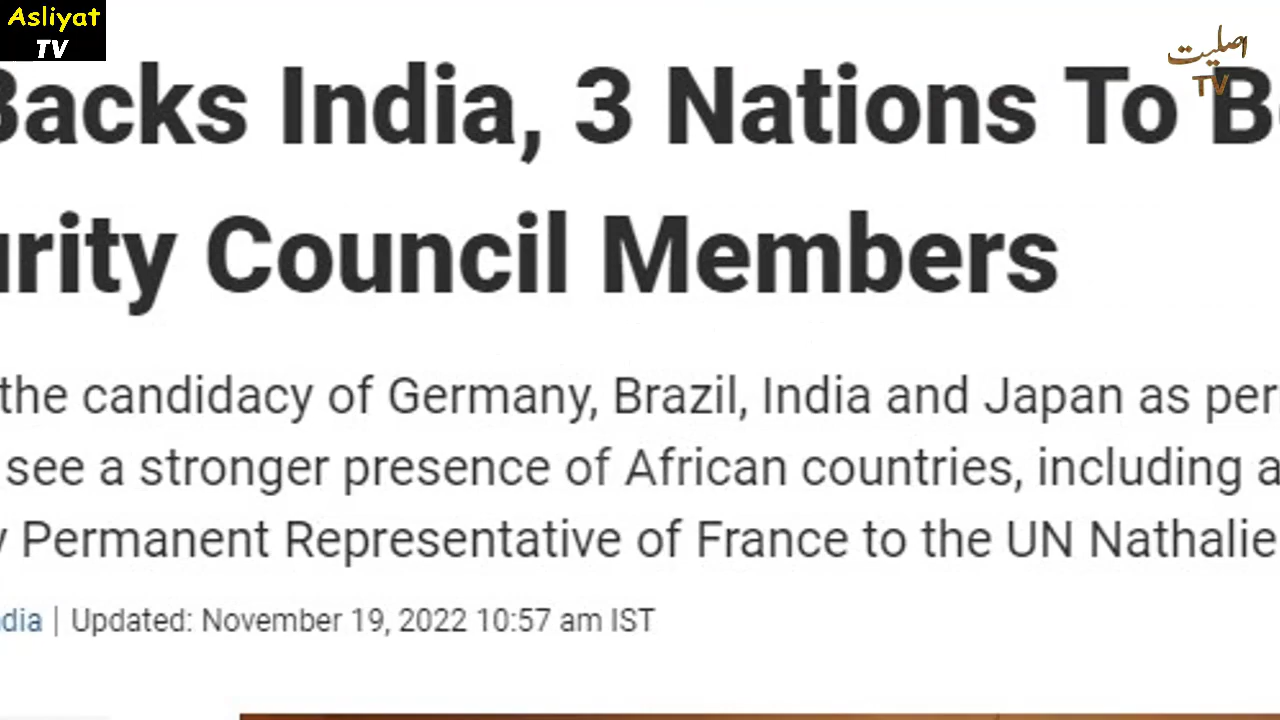 Asliyat
TV
اصلیت
TV
Backs India, 3 Nations To B
urity Council Members
the candidacy of Germany, Brazil, India and Japan as per
see a stronger presence of African countries, including a
y Permanent Representative of France to the UN Nathalie
dia | Updated: November 19, 2022 10:57 am IST